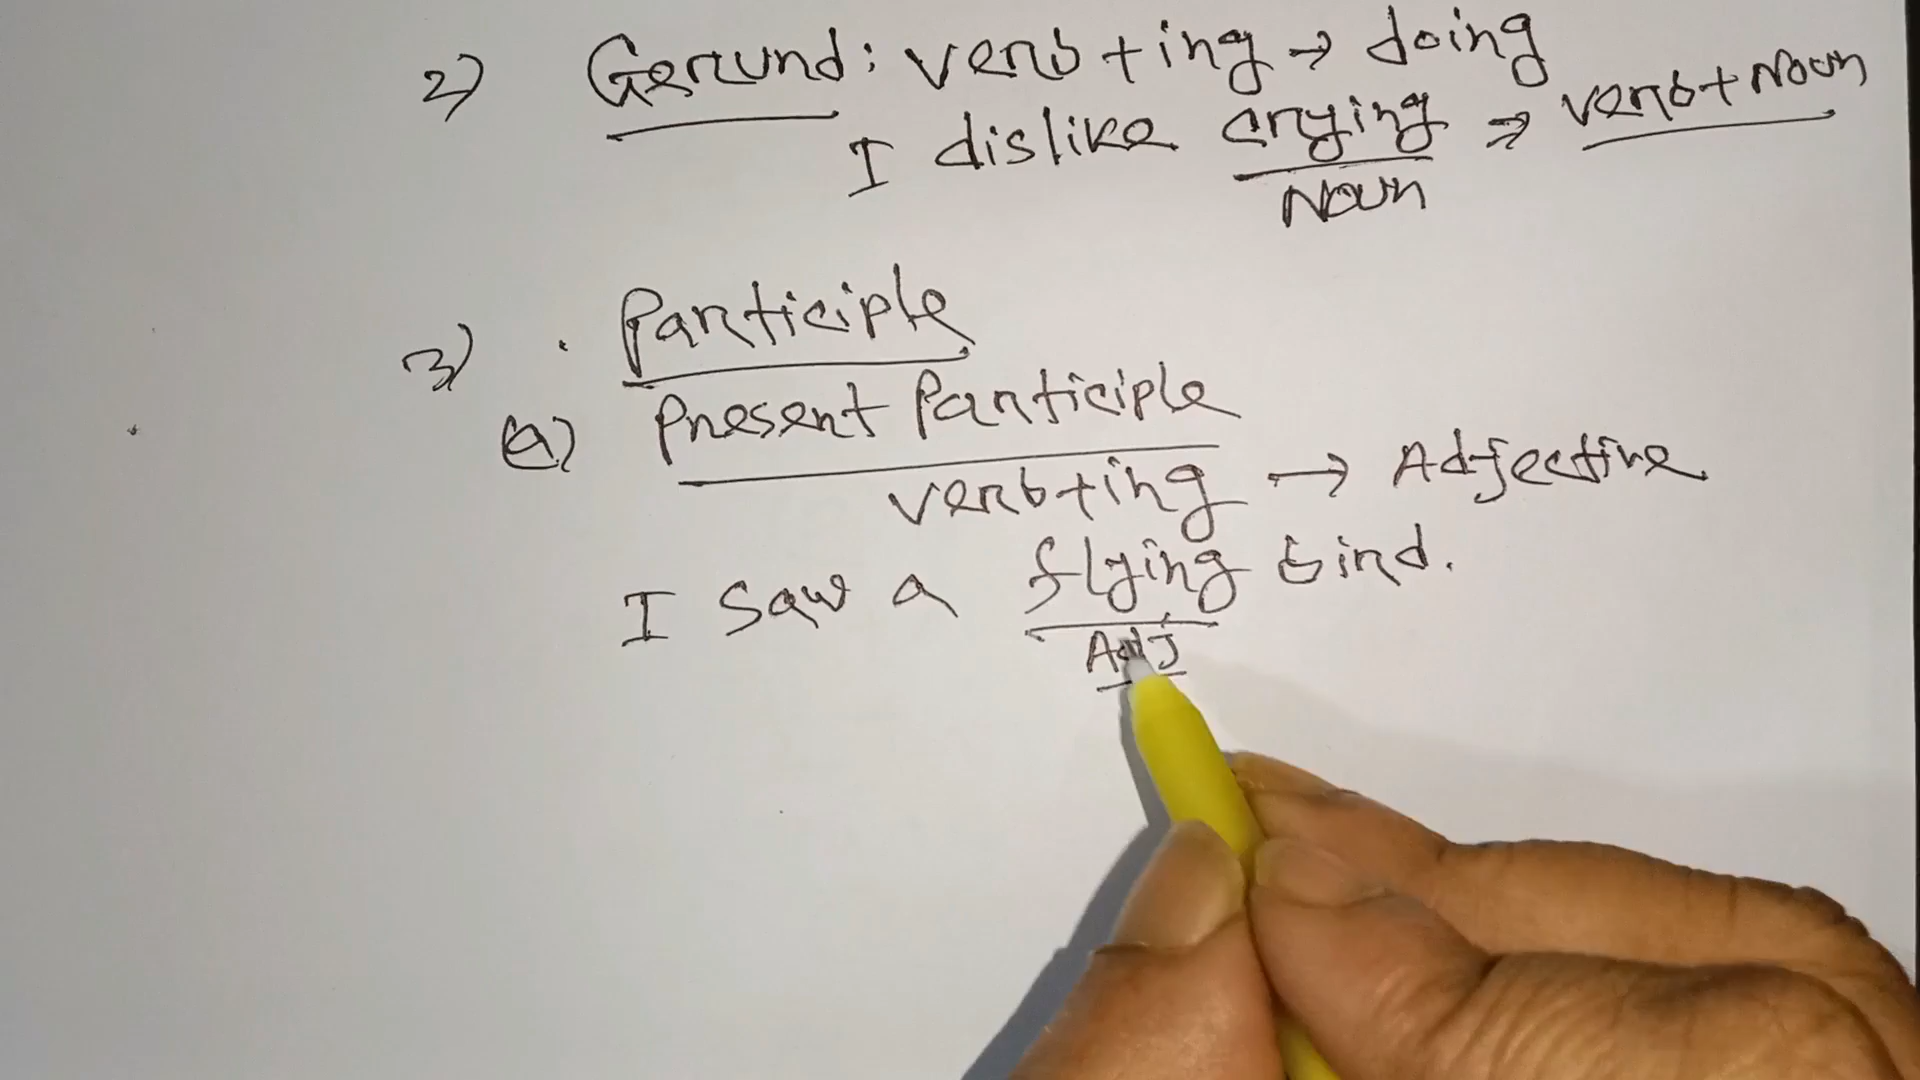 2) Gerund: verb + ing → doing
I dislike crying ⇒ verb + Noun
Noun
3) Participle
(a) Present Participle
verb + ing → Adjective
I saw a flying bird.
Adj